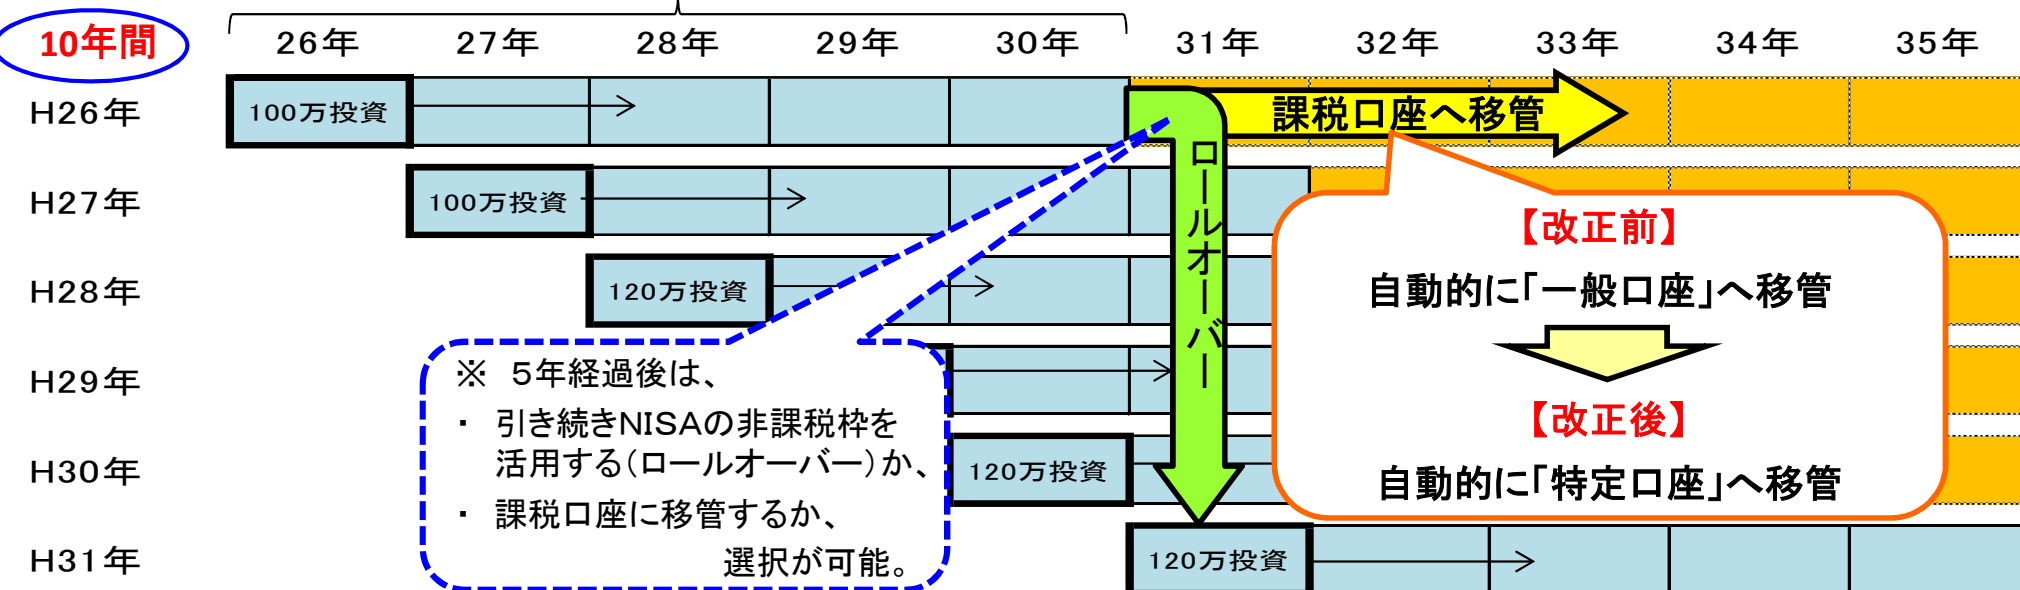 10年間
26年 27年 28年 29年 30年 31年 32年 33年 34年 35年
H26年 100万投資
課税口座へ移管
H27年 100万投資
H28年 120万投資
H29年
H30年 120万投資
H31年 120万投資
ロールオーバー
※ 5年経過後は、
・ 引き続きNISAの非課税枠を
活用する(ロールオーバー)か、
・ 課税口座に移管するか、
選択が可能。
【改正前】
自動的に「一般口座」へ移管
【改正後】
自動的に「特定口座」へ移管